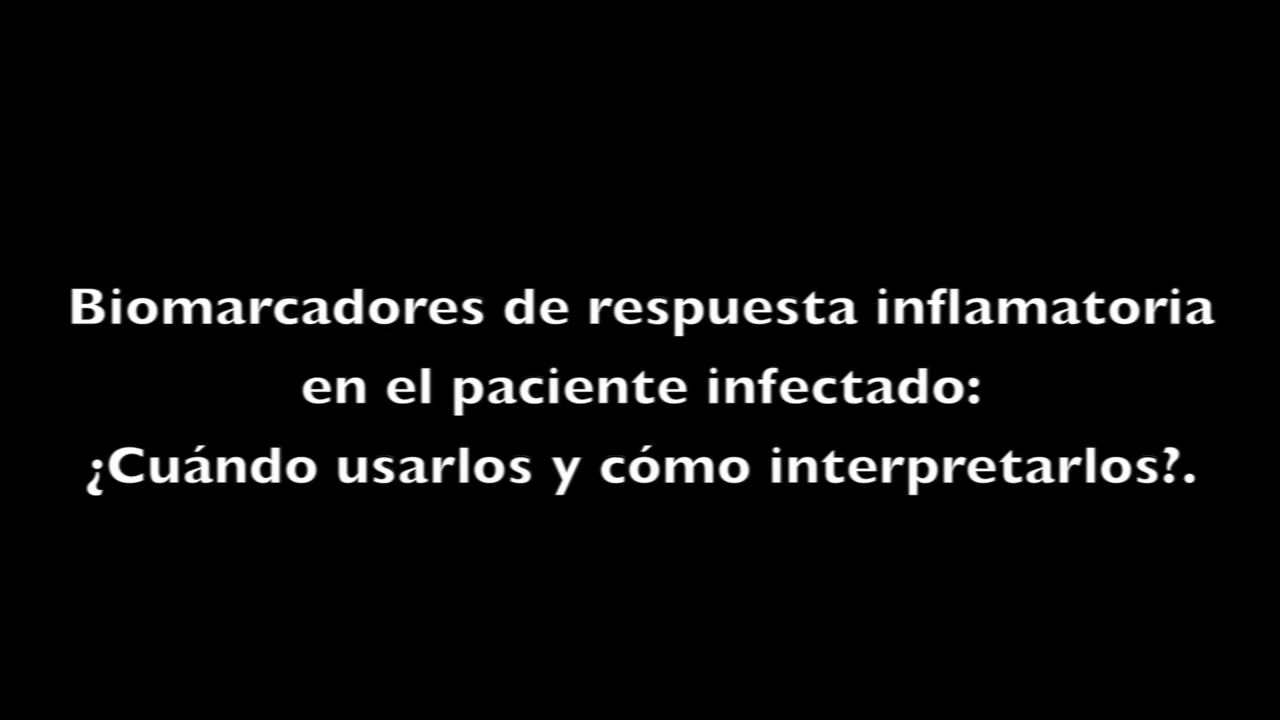 Biomarcadores de respuesta inflamatoria
en el paciente infectado:
¿Cuándo usarlos y cómo interpretarlos?.